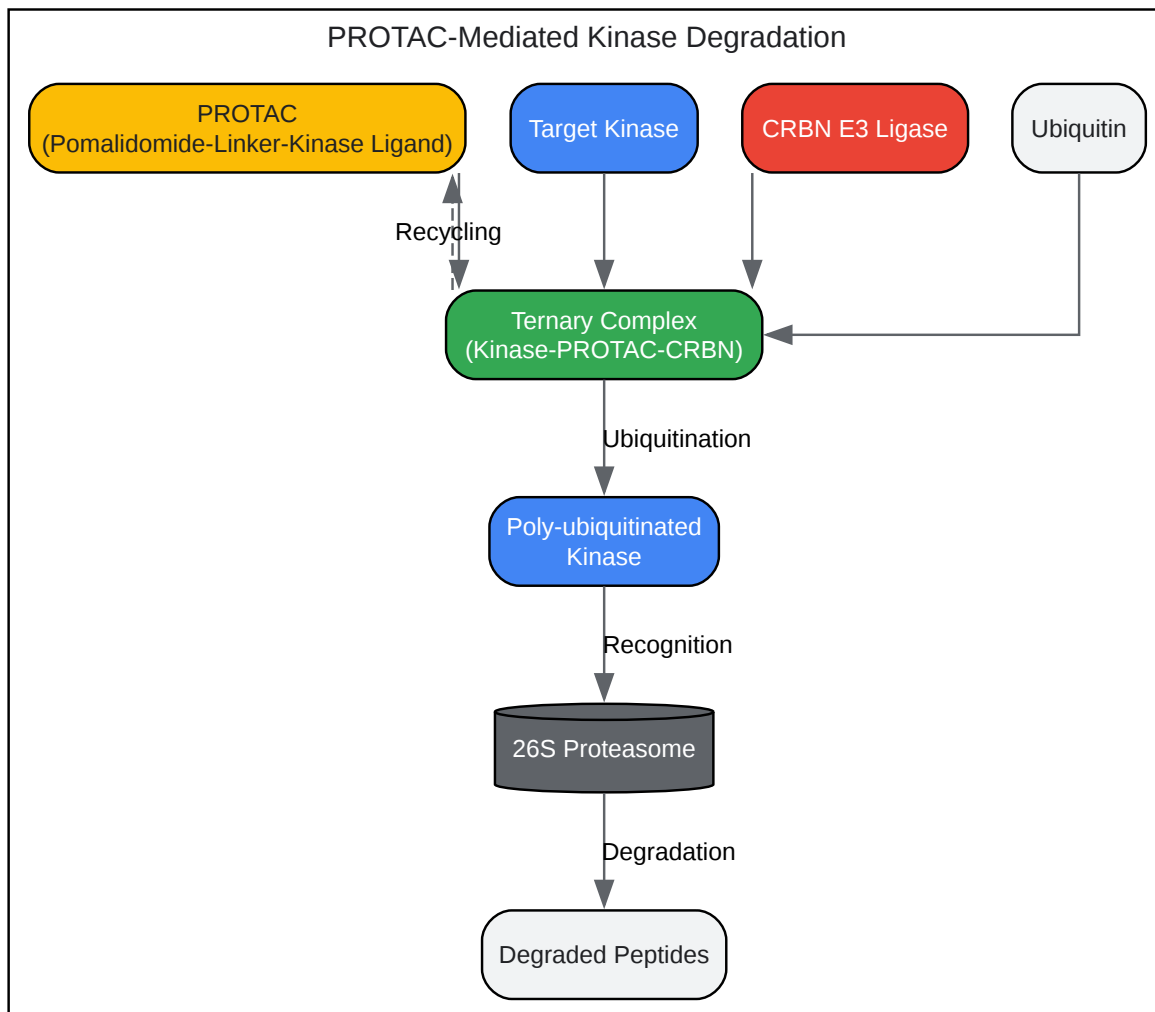 PROTAC-Mediated Kinase Degradation
PROTAC
(Pomalidomide-Linker-Kinase Ligand)
Target Kinase
CRBN E3 Ligase
Ubiquitin
Recycling
Ternary Complex
(Kinase-PROTAC-CRBN)
Ubiquitination
Poly-ubiquitinated
Kinase
Recognition
26S Proteasome
Degradation
Degraded Peptides